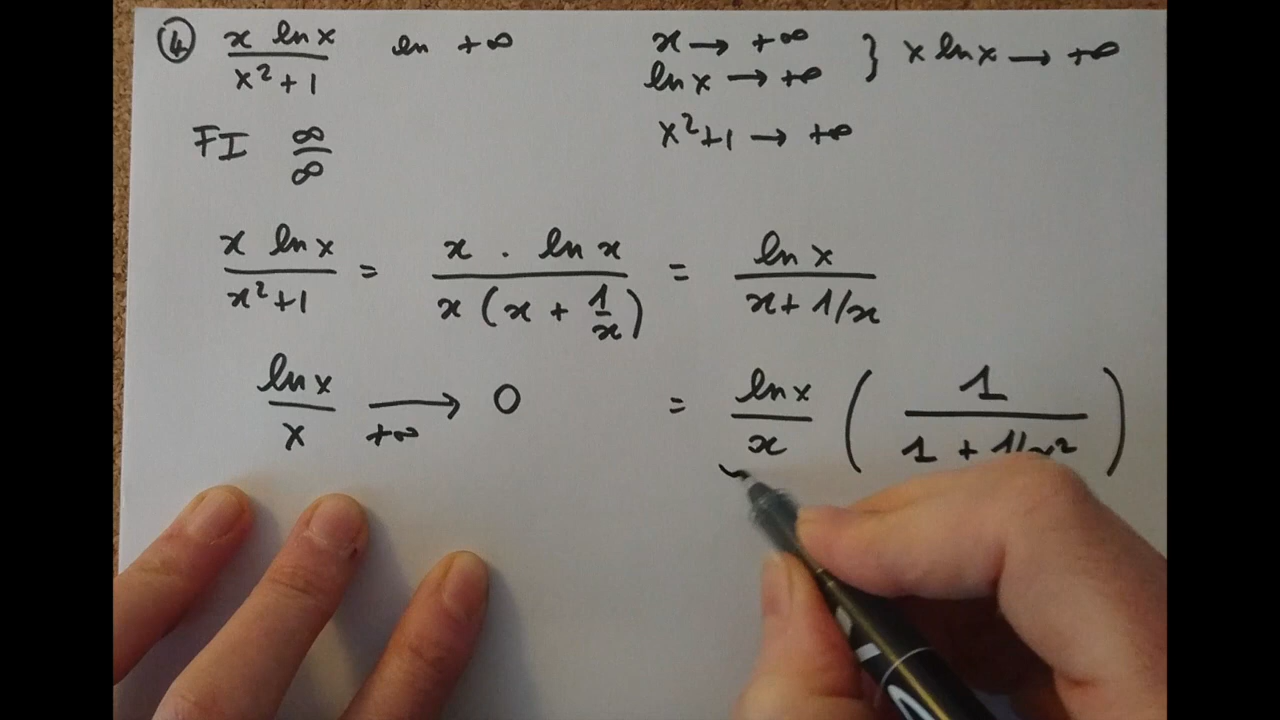 ④ x ln x / x² + 1 en +∞
x → +∞
ln x → +∞ } x ln x → +∞
x² + 1 → +∞
FI ∞/∞
x ln x / x² + 1 = x . ln x / x (x + 1/x) = ln x / x + 1/x
ln x / x →+∞ 0
= ln x / x ( 1 / 1 + 1/x² )